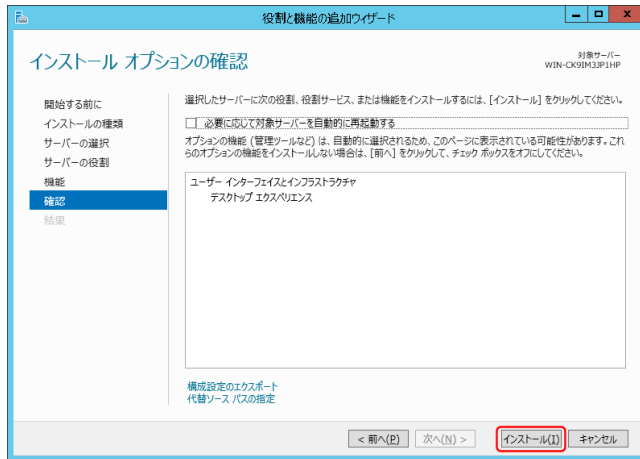 役割と機能の追加ウィザード
インストール オプションの確認
対象サーバー
WIN-CK9IM3JP1HP
開始する前に
インストールの種類
サーバーの選択
サーバーの役割
機能
確認
結果
選択したサーバーに次の役割、役割サービス、または機能をインストールするには、[インストール] をクリックしてください。
必要に応じて対象サーバーを自動的に再起動する
オプションの機能 (管理ツールなど) は、自動的に選択されるため、このページに表示されている可能性があります。これ
らのオプションの機能をインストールしない場合は、[前へ] をクリックして、チェック ボックスをオフにしてください。
ユーザー インターフェイスとインフラストラクチャ
デスクトップ エクスペリエンス
構成設定のエクスポート
代替ソース パスの指定
< 前へ(P)
次へ(N) >
インストール(I)
キャンセル